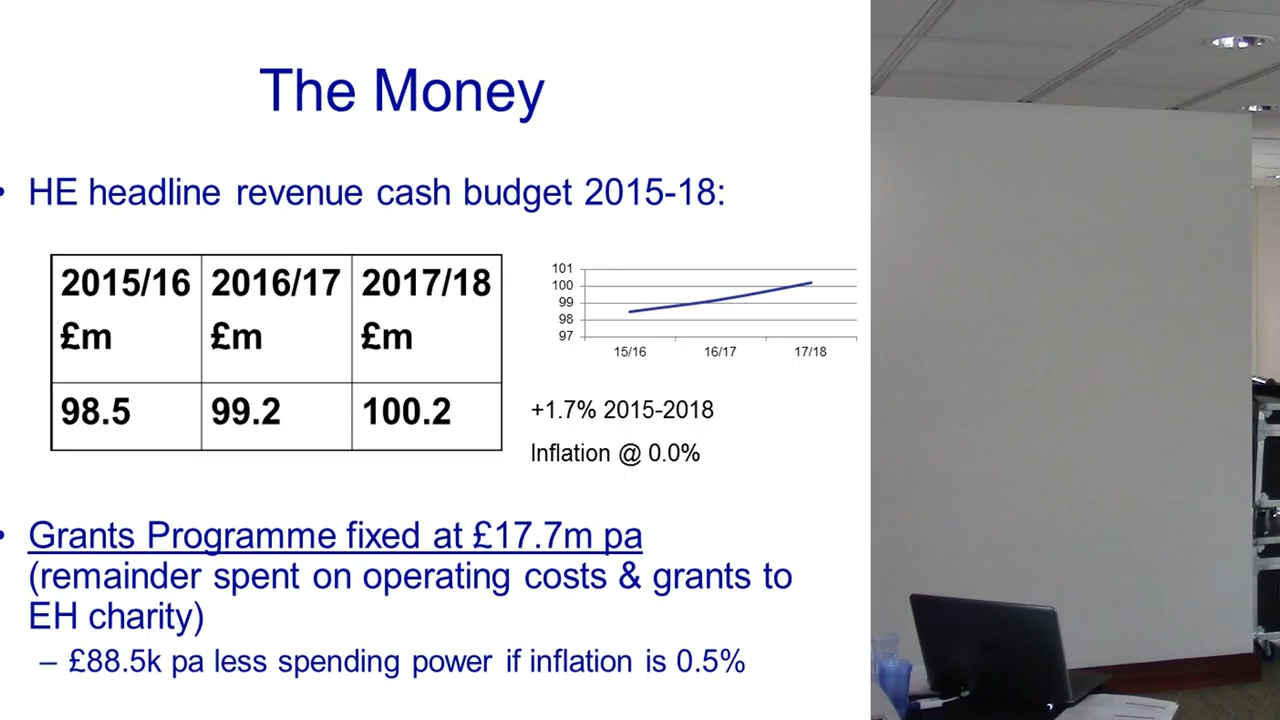 The Money
• HE headline revenue cash budget 2015-18:
2015/16 £m
2016/17 £m
2017/18 £m
98.5
99.2
100.2
101
100
99
98
97
15/16
16/17
17/18
+1.7% 2015-2018
Inflation @ 0.0%
• Grants Programme fixed at £17.7m pa
(remainder spent on operating costs & grants to
EH charity)
– £88.5k pa less spending power if inflation is 0.5%